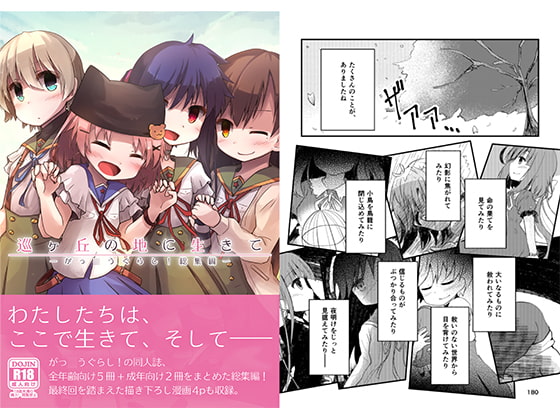 巡ヶ丘の地に生きて
―がっこうぐらし！総集編―
わたしたちは、
ここで生きて、そして――
DOJIN
R18
成人向け
がっ○うぐらし！の同人誌、
全年齢向け5冊＋成年向け2冊をまとめた総集編！
最終回を踏まえた描き下ろし漫画4pも収録。
たくさんのことが、
ありましたね
ザアァ…
幻影に焦がれて
みたり
命の果てを
見てみたり
小鳥を鳥籠に
閉じ込めてみたり
大いなるものに
救われてみたり
信じるものが
ぶつかり合ってみたり
救いのない世界から
目を背けてみたり
夜明けをじっと
見据えてみたり――
180